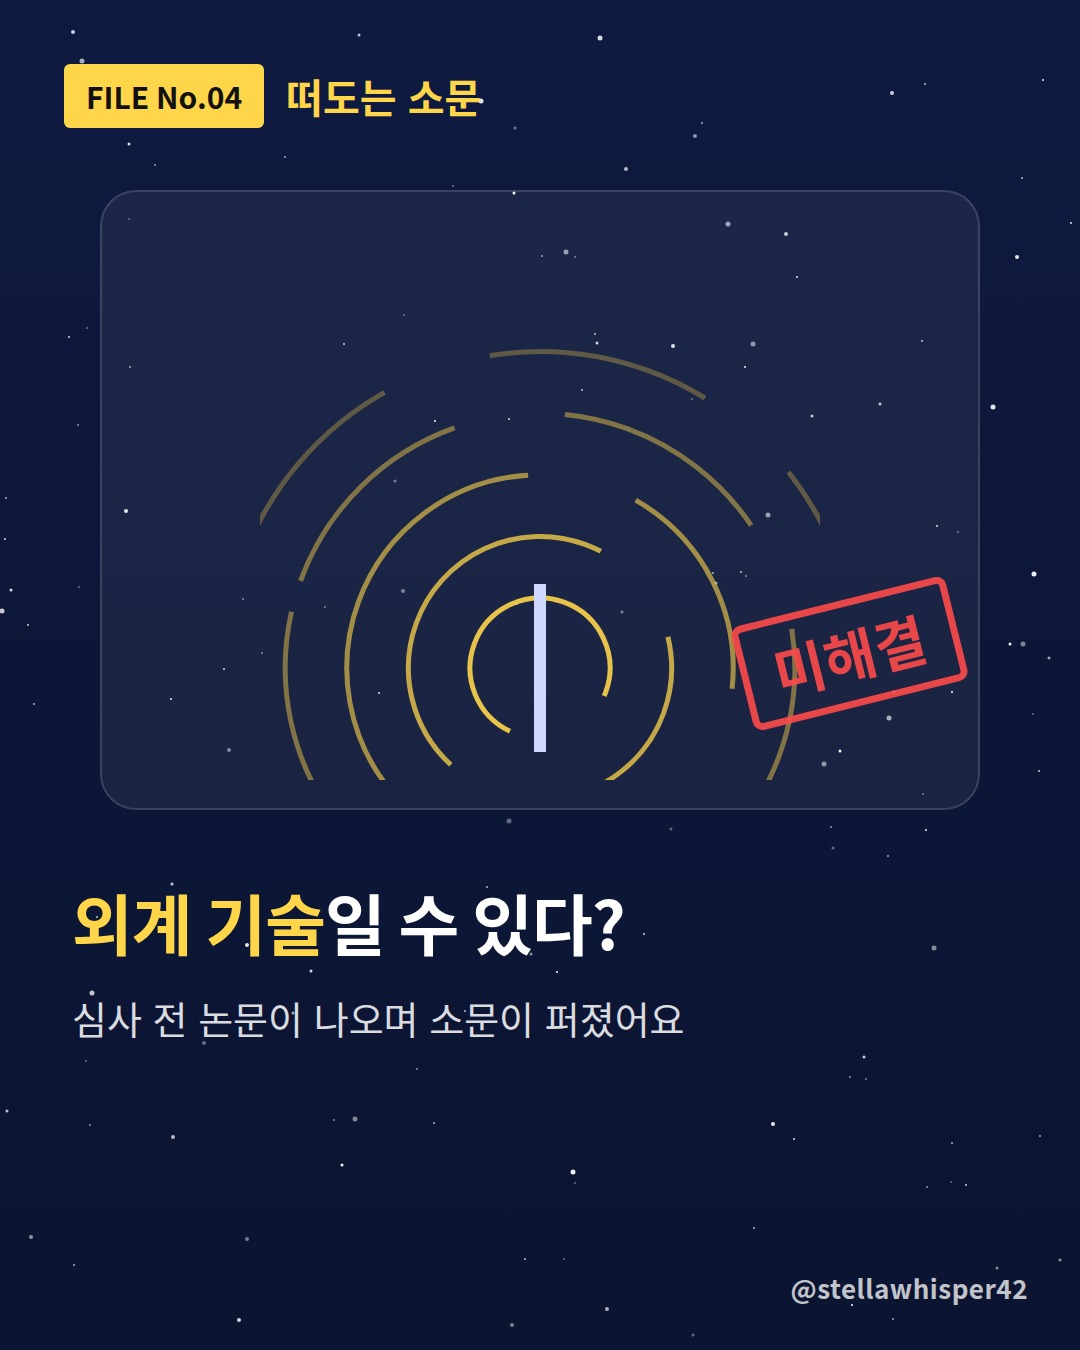 FILE No.04 떠도는 소문
미해결
외계 기술일 수 있다?
심사 전 논문이 나오며 소문이 퍼졌어요
@stellawhisper42